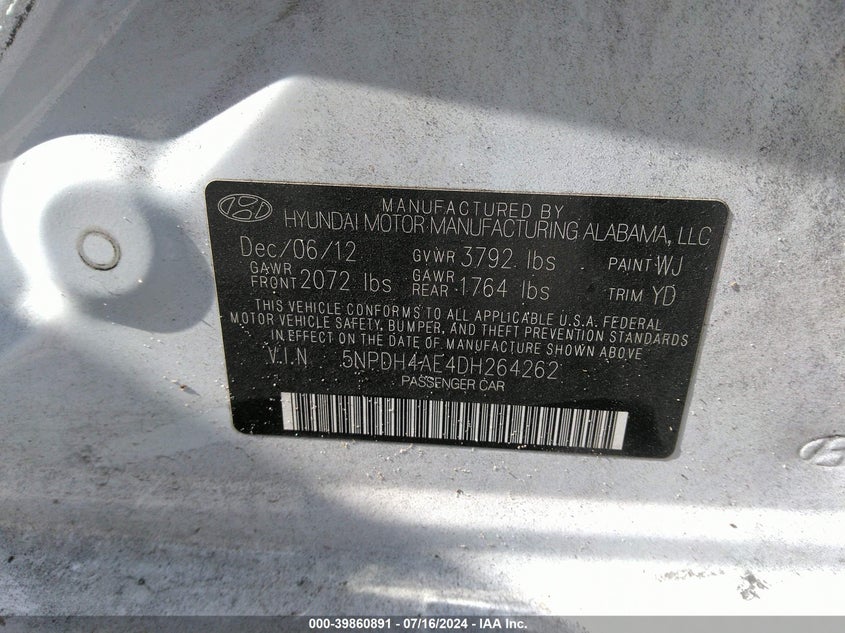 MANUFACTURED BY
HYUNDAI MOTOR MANUFACTURING ALABAMA, LLC
Dec/06/12 GVWR 3792 lbs PAINT WJ
GAWR FRONT 2072 lbs GAWR REAR 1764 lbs TRIM YD
THIS VEHICLE CONFORMS TO ALL APPLICABLE U.S.A. FEDERAL
MOTOR VEHICLE SAFETY, BUMPER, AND THEFT PREVENTION STANDARDS
IN EFFECT ON THE DATE OF MANUFACTURE SHOWN ABOVE
V.I.N. 5NPDH4AE4DH264262
PASSENGER CAR
000-39860891 - 07/16/2024 - IAA Inc.